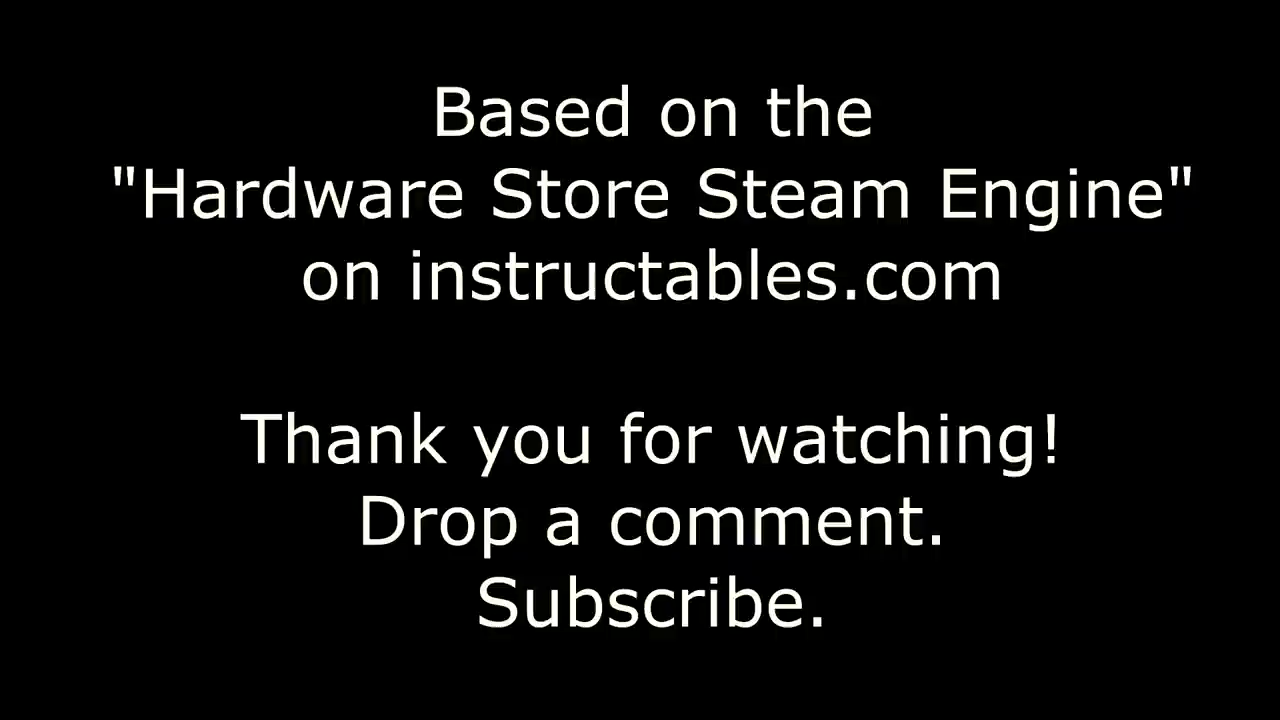 Based on the
"Hardware Store Steam Engine"
on instructables.com
Thank you for watching!
Drop a comment.
Subscribe.